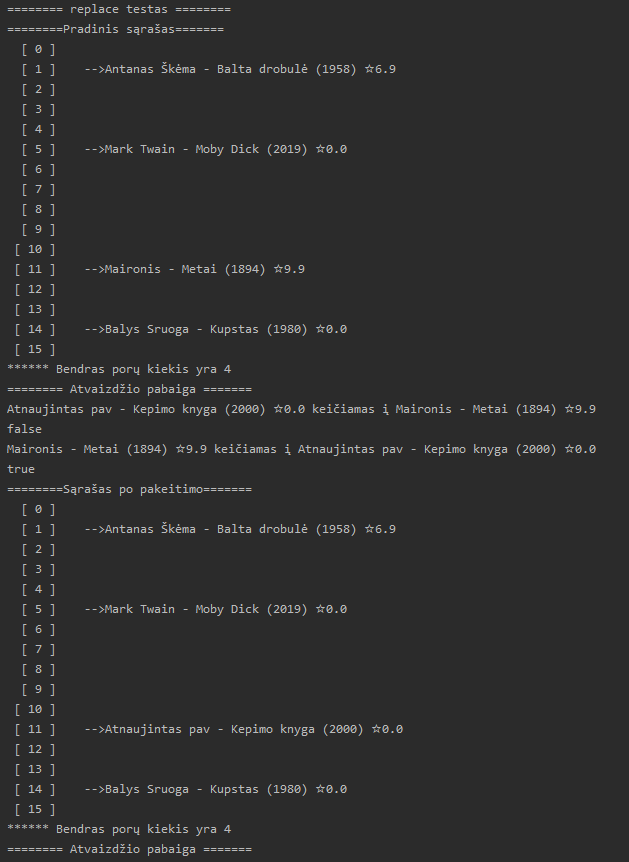 ======== replace testas ========
========Pradinis sąrašas=======
[ 0 ]
[ 1 ] -->Antanas Škėma - Balta drobulė (1958) ☆6.9
[ 2 ]
[ 3 ]
[ 4 ]
[ 5 ] -->Mark Twain - Moby Dick (2019) ☆0.0
[ 6 ]
[ 7 ]
[ 8 ]
[ 9 ]
[ 10 ]
[ 11 ] -->Maironis - Metai (1894) ☆9.9
[ 12 ]
[ 13 ]
[ 14 ] -->Balys Sruoga - Kupstas (1980) ☆0.0
[ 15 ]
****** Bendras porų kiekis yra 4
======== Atvaizdžio pabaiga =======
Atnaujintas pav - Kepimo knyga (2000) ☆0.0 keičiamas į Maironis - Metai (1894) ☆9.9
false
Maironis - Metai (1894) ☆9.9 keičiamas į Atnaujintas pav - Kepimo knyga (2000) ☆0.0
true
========Sąrašas po pakeitimo=======
[ 0 ]
[ 1 ] -->Antanas Škėma - Balta drobulė (1958) ☆6.9
[ 2 ]
[ 3 ]
[ 4 ]
[ 5 ] -->Mark Twain - Moby Dick (2019) ☆0.0
[ 6 ]
[ 7 ]
[ 8 ]
[ 9 ]
[ 10 ]
[ 11 ] -->Atnaujintas pav - Kepimo knyga (2000) ☆0.0
[ 12 ]
[ 13 ]
[ 14 ] -->Balys Sruoga - Kupstas (1980) ☆0.0
[ 15 ]
****** Bendras porų kiekis yra 4
======== Atvaizdžio pabaiga =======